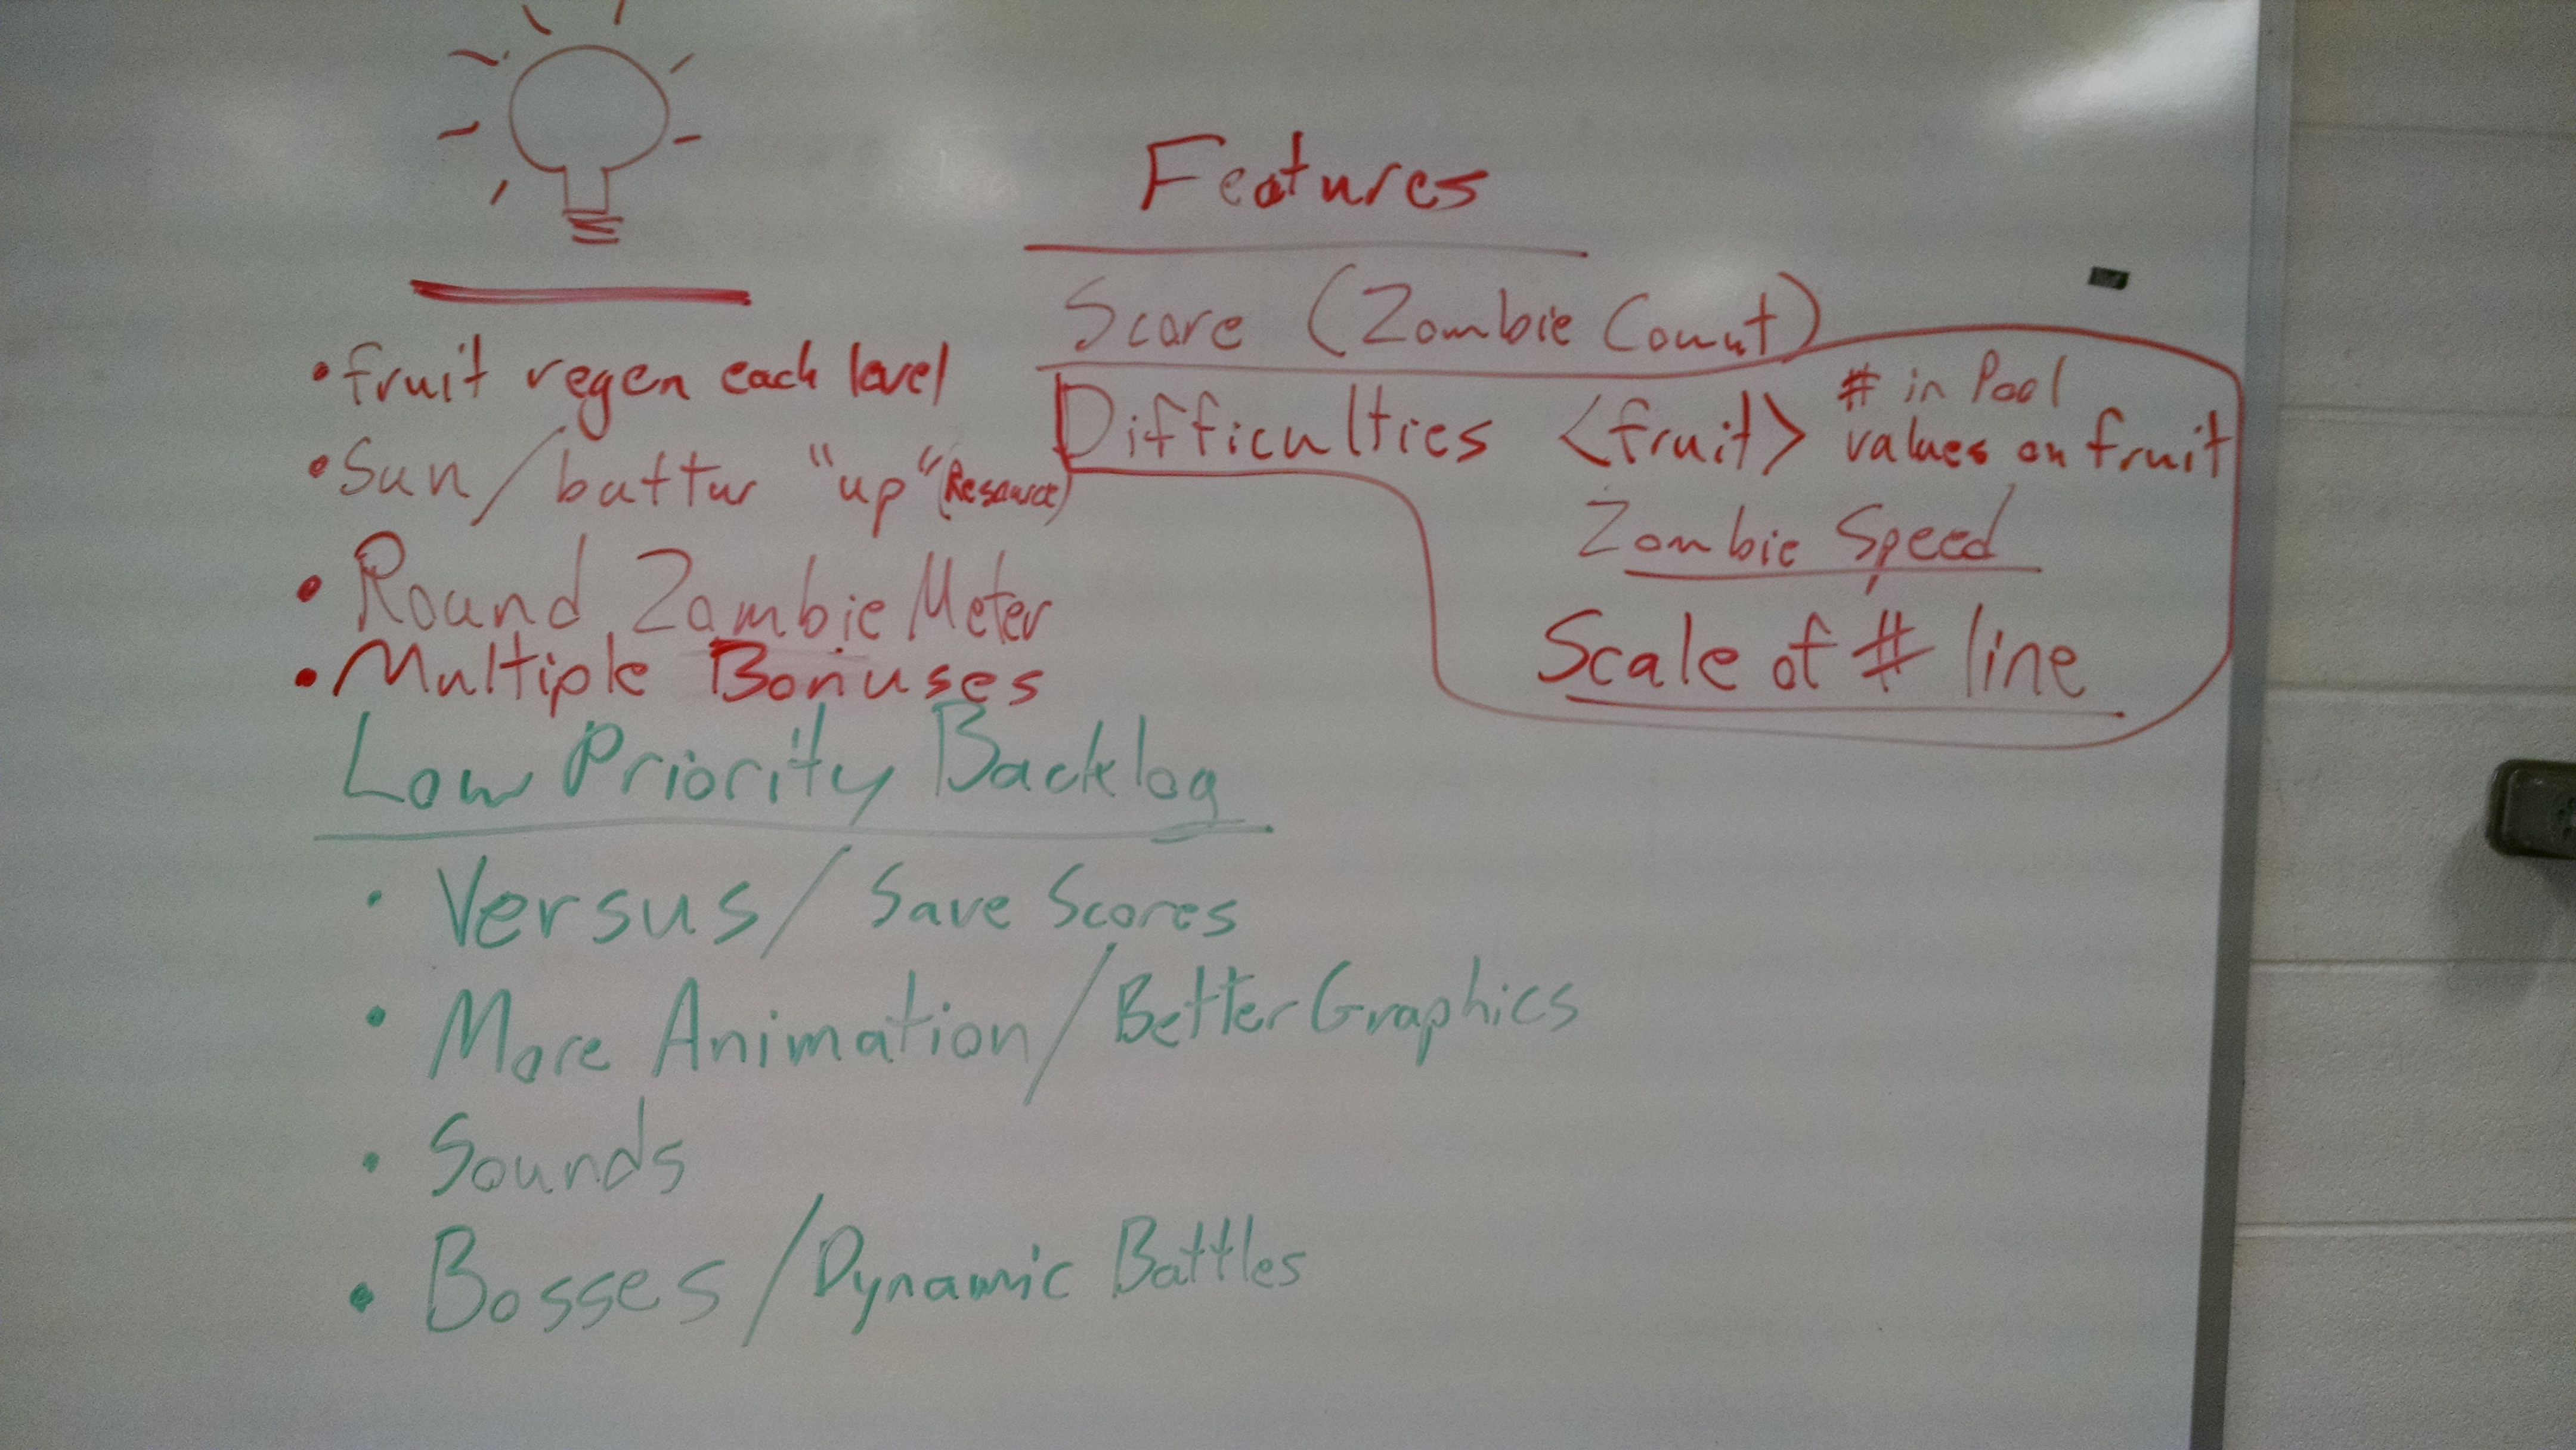 • fruit regen each level
• Sun/battur "up" (Resource)
• Round Zombie Meter
• Multiple Bonuses
Features
Score (Zombie Count)
Difficulties <fruit> # in Pool
values on fruit
Zombie Speed
Scale of # line
Low Priority Backlog
• Versus/Save Scores
• More Animation/Better Graphics
• Sounds
• Bosses/Dynamic Battles